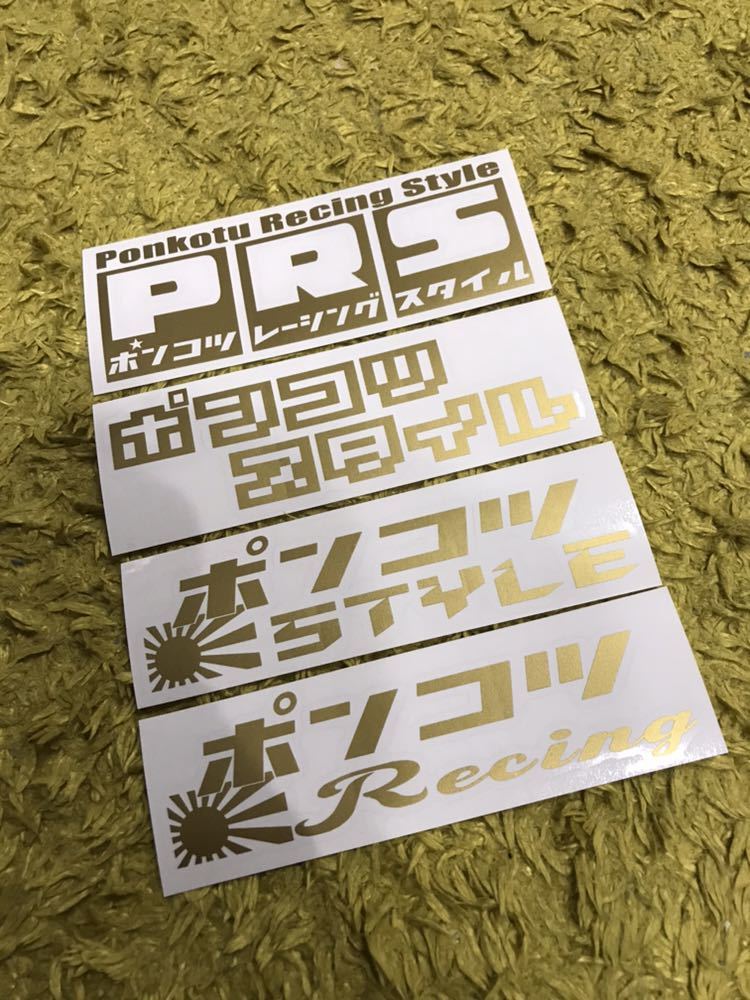 Ponkotu Recing Style
PRS
ポンコツ レーシング スタイル
ポンコツ
スタイル
ポンコツ
STYLE
ポンコツ
Recing